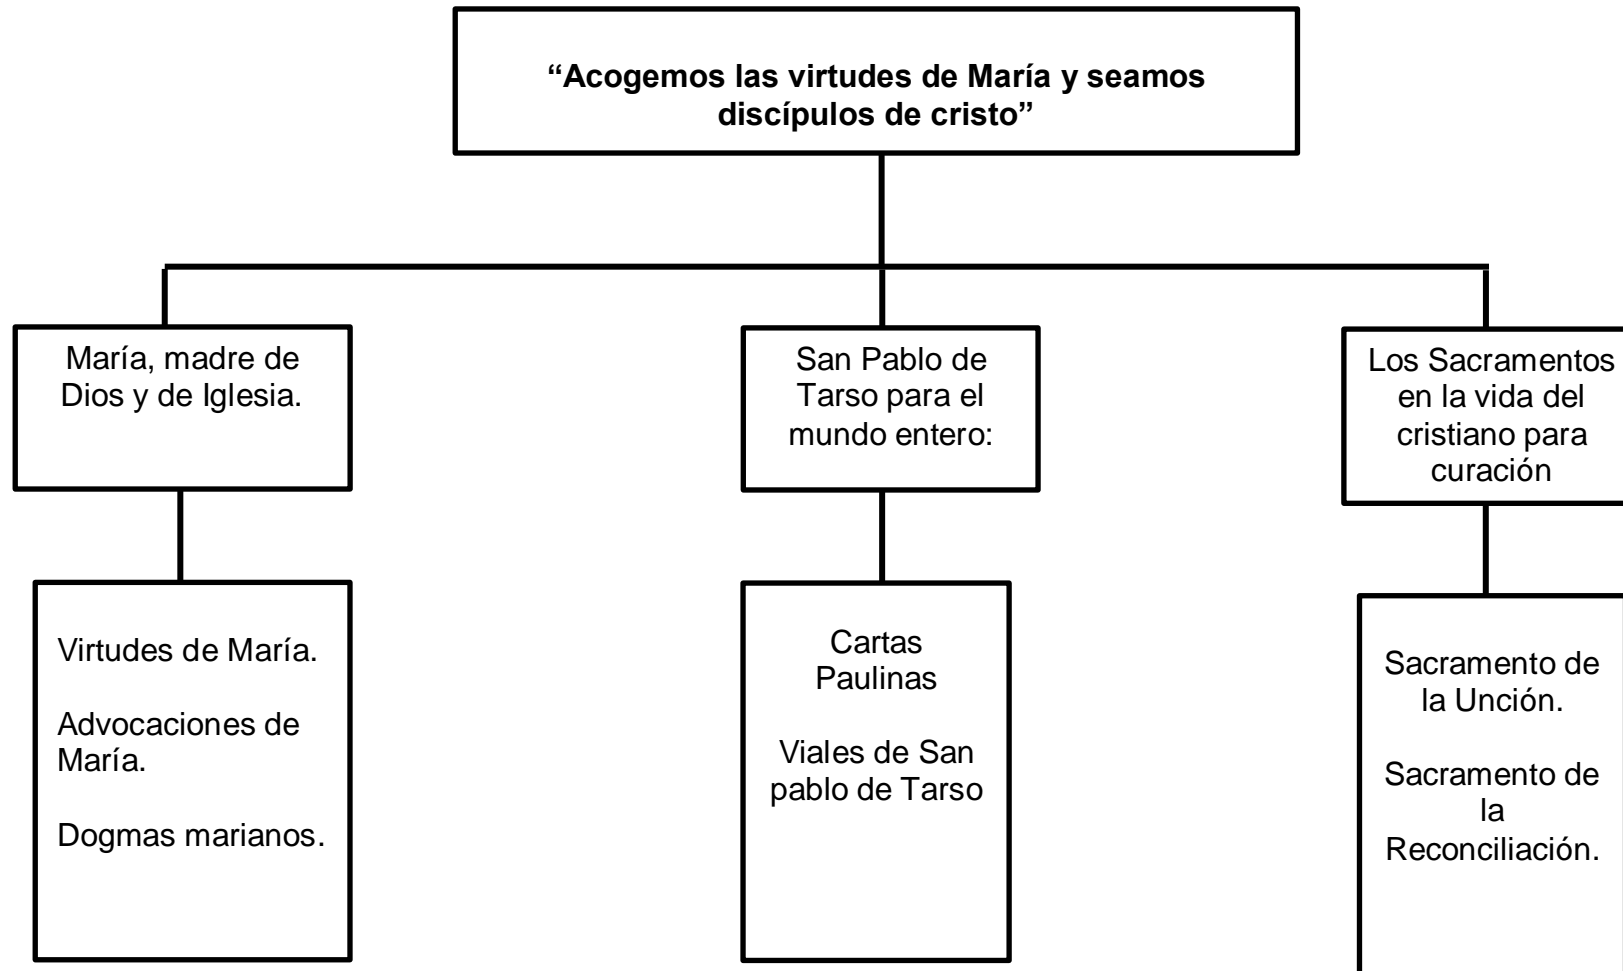 “Acogemos las virtudes de María y seamos
discípulos de cristo”
María, madre de
Dios y de Iglesia.
San Pablo de
Tarso para el
mundo entero:
Los Sacramentos
en la vida del
cristiano para
curación
Virtudes de María.
Advocaciones de
María.
Dogmas marianos.
Cartas
Paulinas
Viales de San
pablo de Tarso
Sacramento de
la Unción.
Sacramento de
la
Reconciliación.